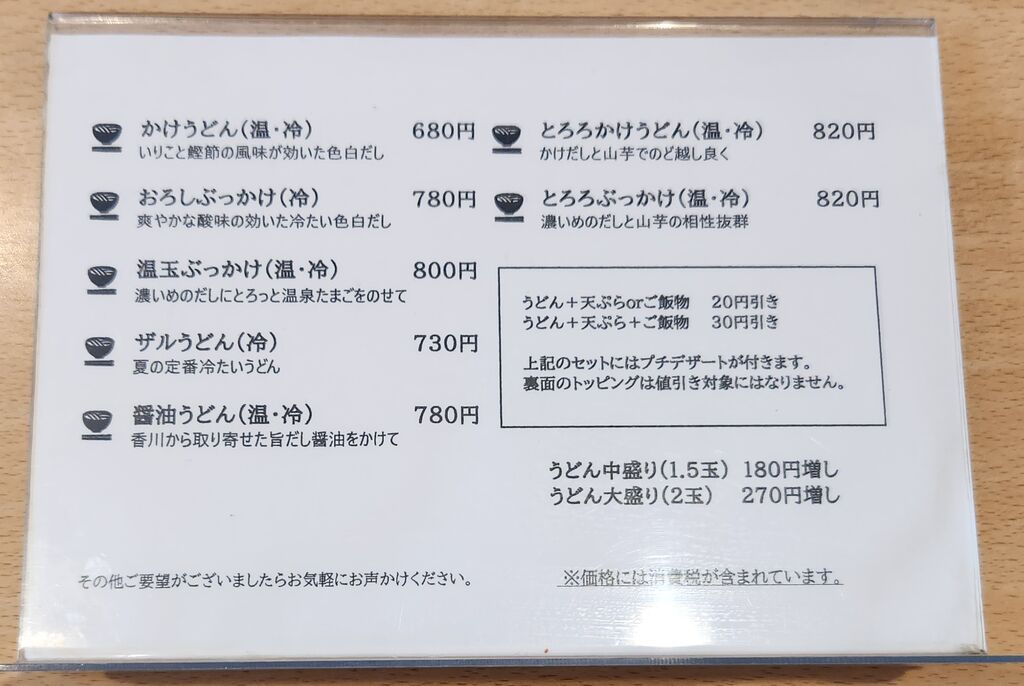 かけうどん（温・冷） 680円
いりこと鰹節の風味が効いた色白だし
おろしぶっかけ（冷） 780円
爽やかな酸味の効いた冷たい色白だし
温玉ぶっかけ（温・冷） 800円
濃いめのだしにとろっと温泉たまごをのせて
ザルうどん（冷） 730円
夏の定番冷たいうどん
醤油うどん（温・冷） 780円
香川から取り寄せた旨だし醤油をかけて
とろろかけうどん（温・冷） 820円
かけだしと山芋でのど越し良く
とろろぶっかけ（温・冷） 820円
濃いめのだしと山芋の相性抜群
うどん＋天ぷらorご飯物 20円引き
うどん＋天ぷら＋ご飯物 30円引き
上記のセットにはプチデザートが付きます。
裏面のトッピングは値引き対象にはなりません。
うどん中盛り（1.5玉） 180円増し
うどん大盛り（2玉） 270円増し
その他ご要望がございましたらお気軽にお声かけください。
※価格には消費税が含まれています。